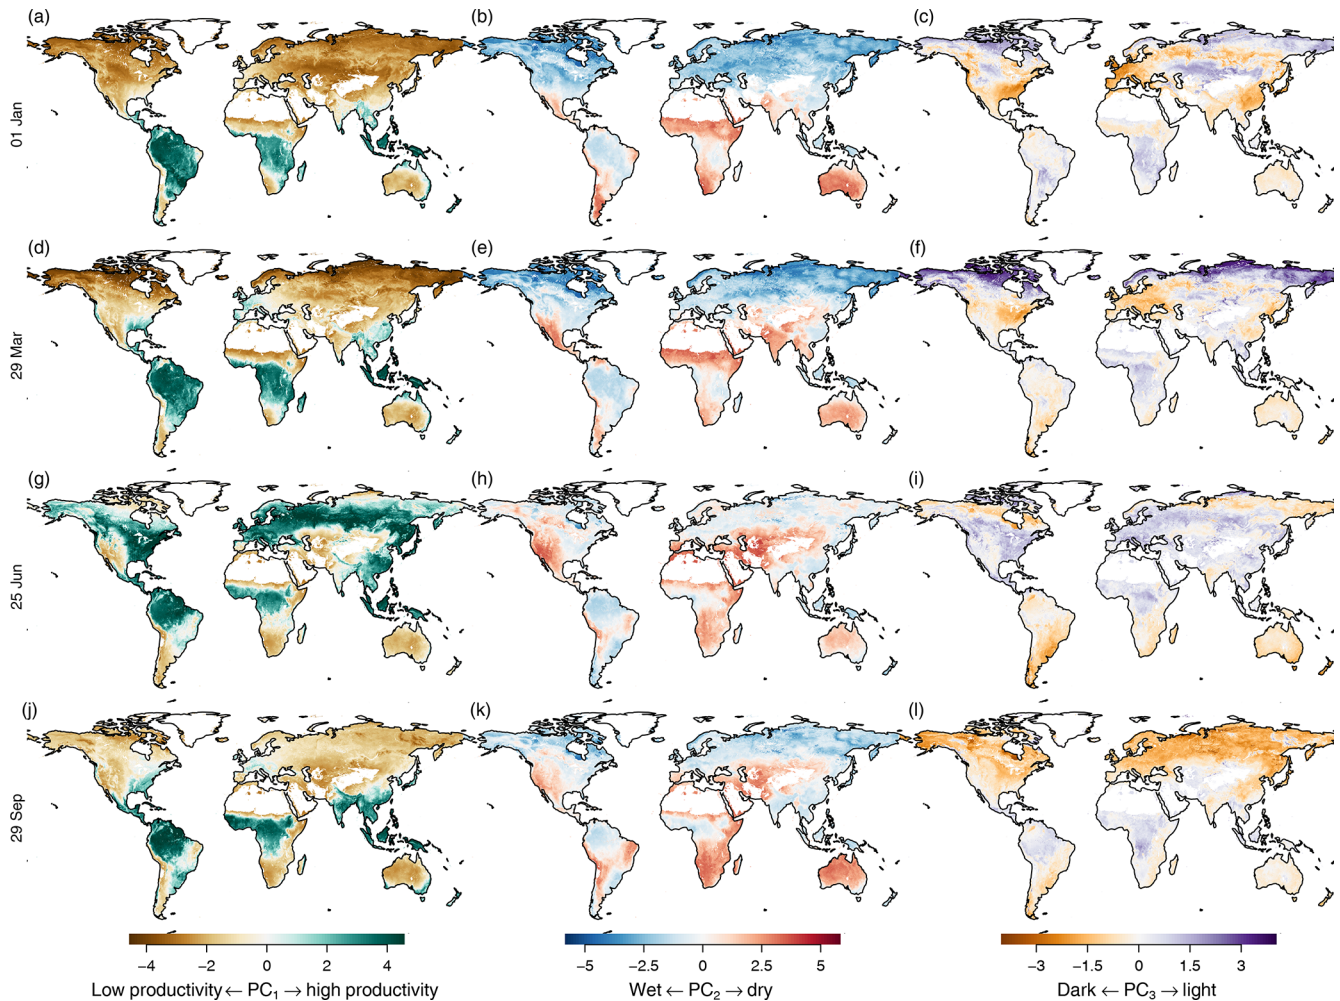 (a) (b) (c)
01 Jan
(d) (e) (f)
29 Mar
(g) (h) (i)
25 Jun
(j) (k) (l)
29 Sep
−4 −2 0 2 4
Low productivity ← PC₁ → high productivity
−5 −2.5 0 2.5 5
Wet ← PC₂ → dry
−3 −1.5 0 1.5 3
Dark ← PC₃ → light